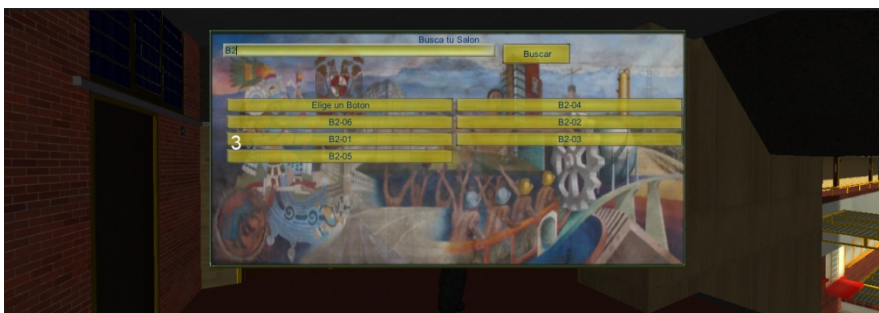 Busca tu Salon
B2
Buscar
Elige un Boton
B2-04
B2-06
B2-02
3
B2-01
B2-03
B2-05